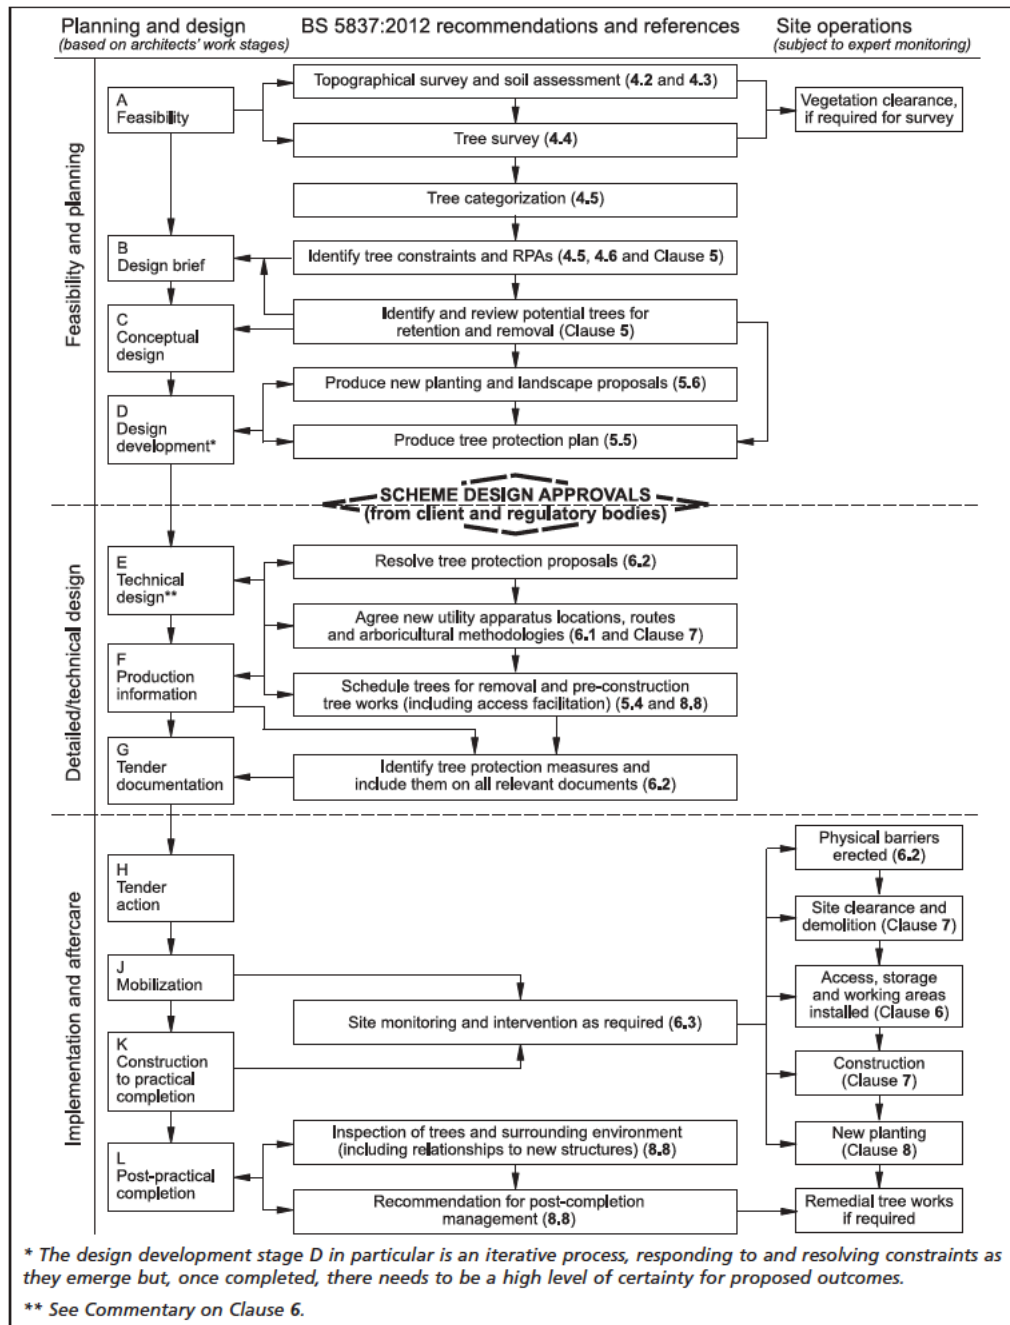 Planning and design
(based on architects' work stages)
BS 5837:2012 recommendations and references
Site operations
(subject to expert monitoring)
Feasibility and planning
A
Feasibility
Topographical survey and soil assessment (4.2 and 4.3)
Vegetation clearance,
if required for survey
Tree survey (4.4)
Tree categorization (4.5)
B
Design brief
Identify tree constraints and RPAs (4.5, 4.6 and Clause 5)
C
Conceptual
design
Identify and review potential trees for
retention and removal (Clause 5)
Produce new planting and landscape proposals (5.6)
D
Design
development*
Produce tree protection plan (5.5)
SCHEME DESIGN APPROVALS
(from client and regulatory bodies)
Detailed/technical design
E
Technical
design**
Resolve tree protection proposals (6.2)
Agree new utility apparatus locations, routes
and arboricultural methodologies (6.1 and Clause 7)
F
Production
information
Schedule trees for removal and pre-construction
tree works (including access facilitation) (5.4 and 8.8)
G
Tender
documentation
Identify tree protection measures and
include them on all relevant documents (6.2)
Implementation and aftercare
H
Tender
action
Physical barriers
erected (6.2)
Site clearance and
demolition (Clause 7)
J
Mobilization
Access, storage
and working areas
installed (Clause 6)
Site monitoring and intervention as required (6.3)
K
Construction
to practical
completion
Construction
(Clause 7)
L
Post-practical
completion
Inspection of trees and surrounding environment
(including relationships to new structures) (8.8)
New planting
(Clause 8)
Recommendation for post-completion
management (8.8)
Remedial tree works
if required
* The design development stage D in particular is an iterative process, responding to and resolving constraints as
they emerge but, once completed, there needs to be a high level of certainty for proposed outcomes.
** See Commentary on Clause 6.